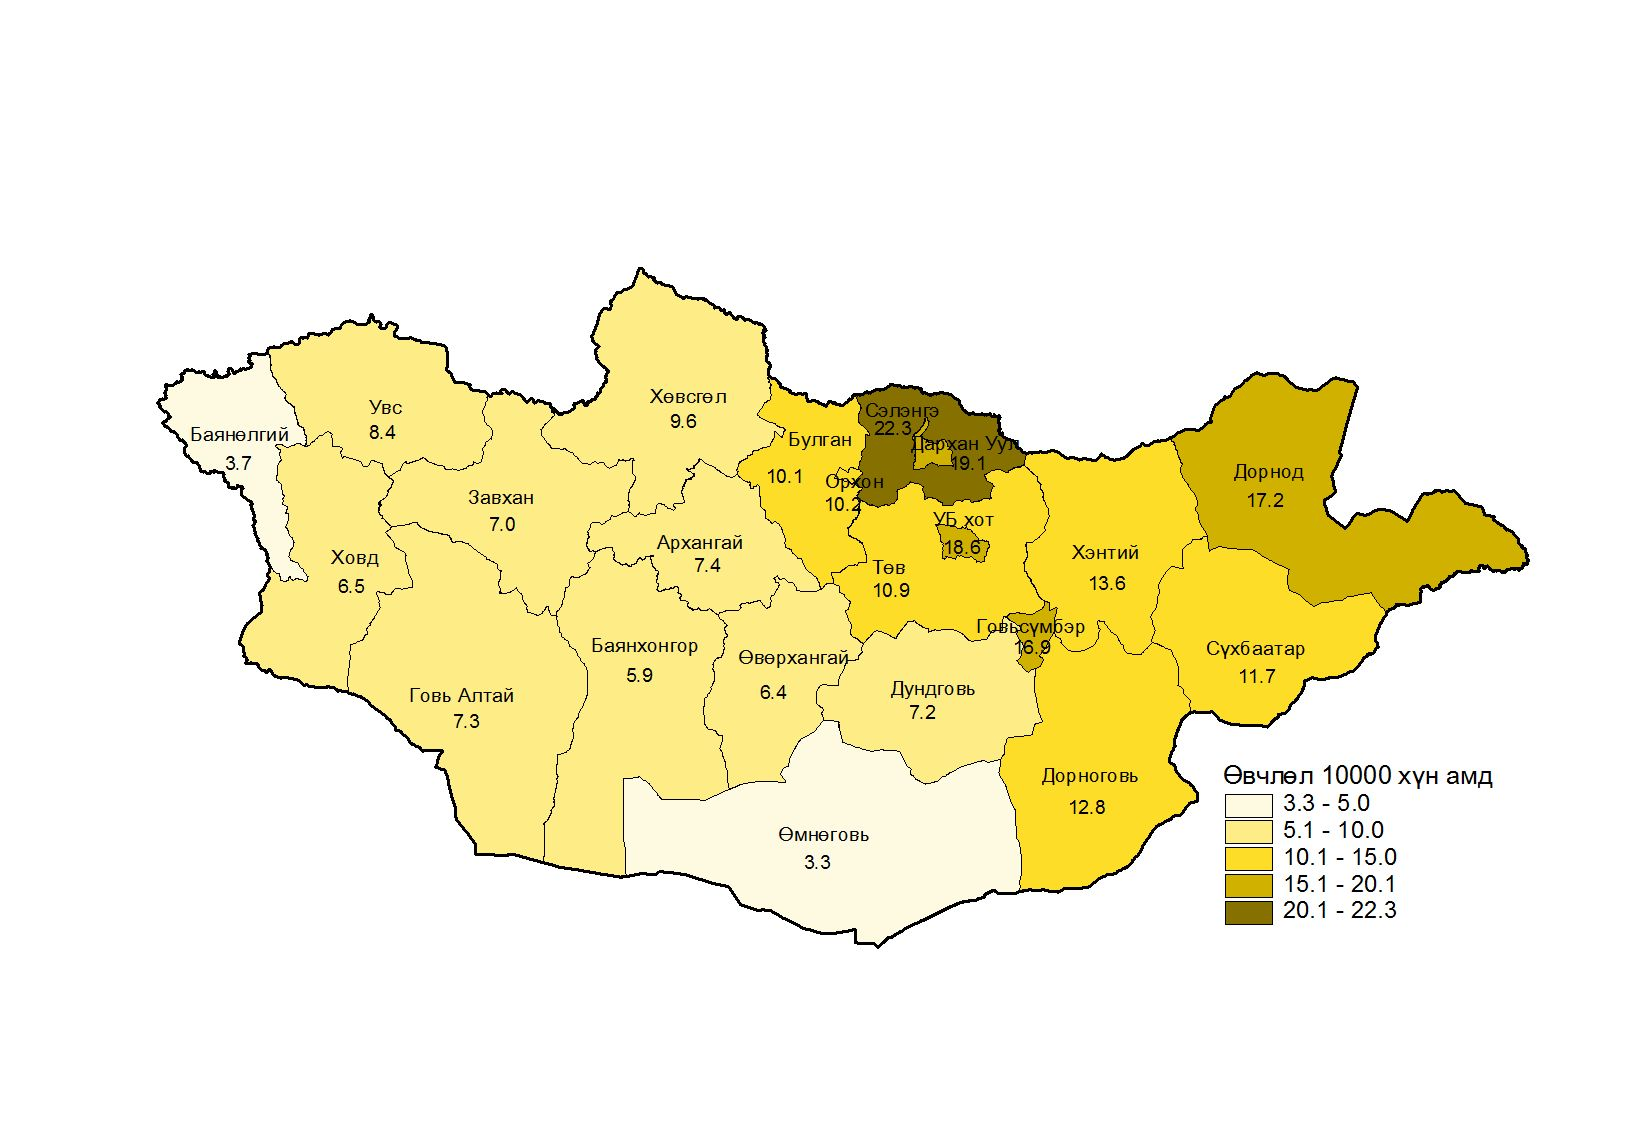 Увс
8.4
Баянөлгий
3.7
Хөвсгөл
9.6
Завхан
7.0
Ховд
6.5
Архангай
7.4
Говь Алтай
7.3
Баянхонгор
5.9
Өвөрхангай
6.4
Булган
10.1
Орхон
10.2
Сэлэнгэ
22.3
Дархан Уул
19.1
УБ хот
18.6
Төв
10.9
Хэнтий
13.6
Дорнод
17.2
Сүхбаатар
11.7
Говьсүмбэр
16.9
Дундговь
7.2
Дорноговь
12.8
Өмнөговь
3.3
Өвчлөл 10000 хүн амд
3.3 - 5.0
5.1 - 10.0
10.1 - 15.0
15.1 - 20.1
20.1 - 22.3